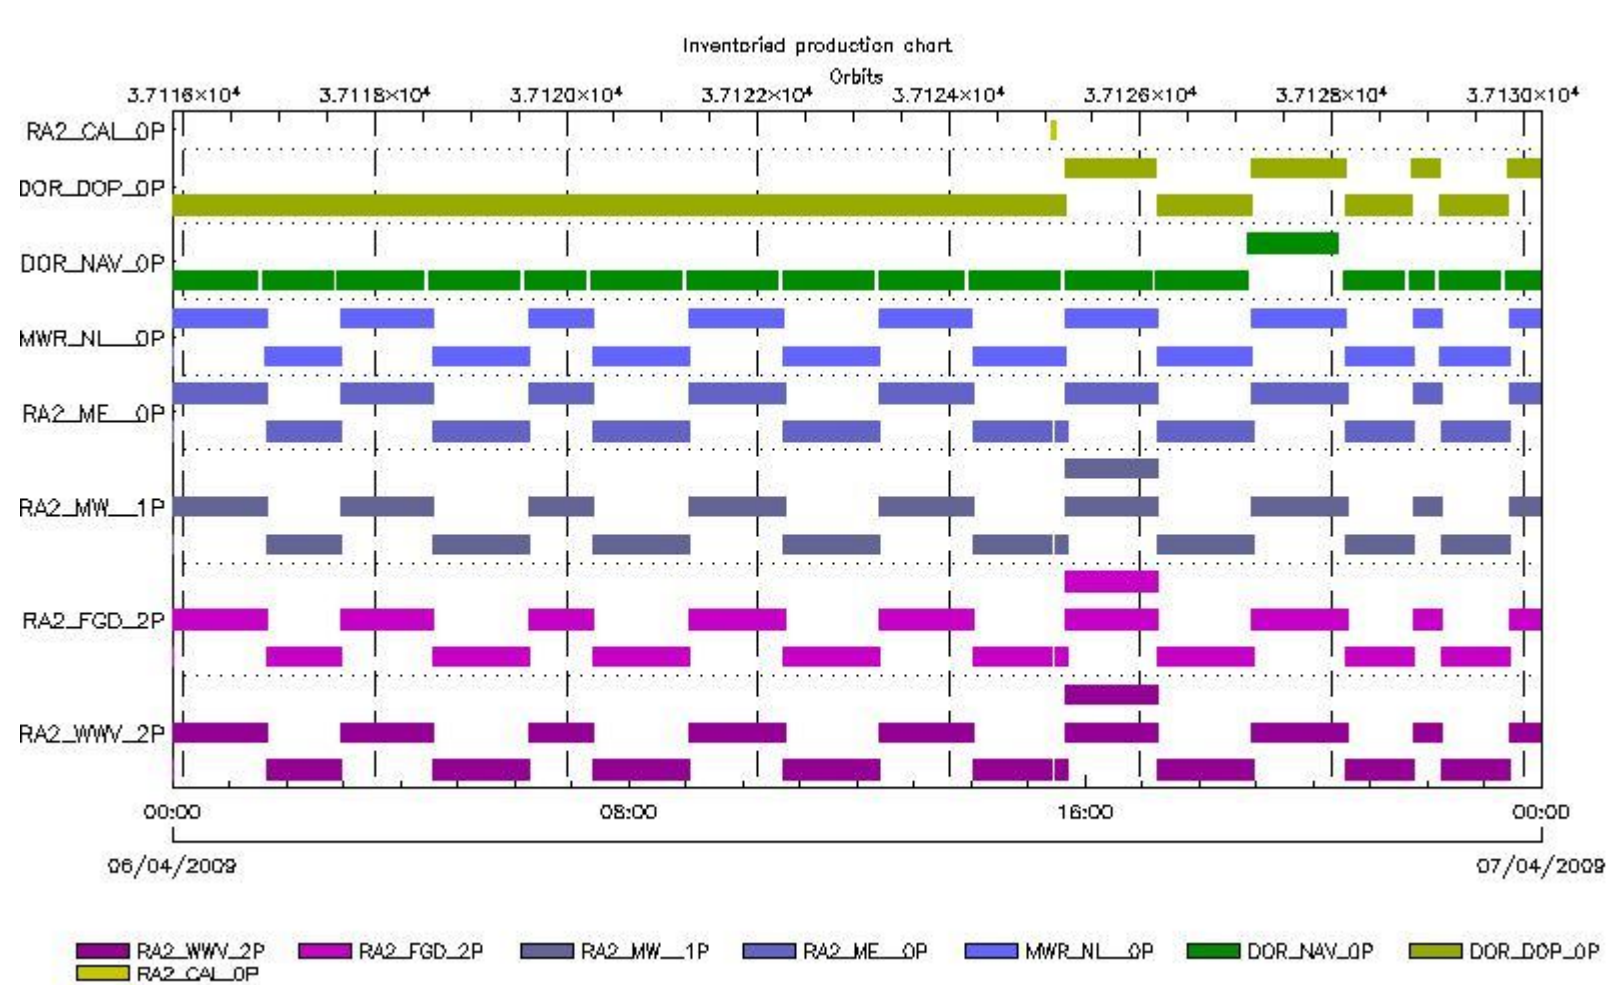 Inventoried production chart
Orbits
3.7116×10⁴ 3.7118×10⁴ 3.7120×10⁴ 3.7122×10⁴ 3.7124×10⁴ 3.7126×10⁴ 3.7128×10⁴ 3.7130×10⁴
RA2_CAL_0P
DOR_DOP_0P
DOR_NAV_0P
MWR_NL__0P
RA2_ME__0P
RA2_MW__1P
RA2_FGD_2P
RA2_WWV_2P
00:00 08:00 16:00 00:00
06/04/2009 07/04/2009
RA2_WWV_2P RA2_FGD_2P RA2_MW__1P RA2_ME__0P MWR_NL__0P DOR_NAV_0P DOR_DOP_0P
RA2_CAL_0P